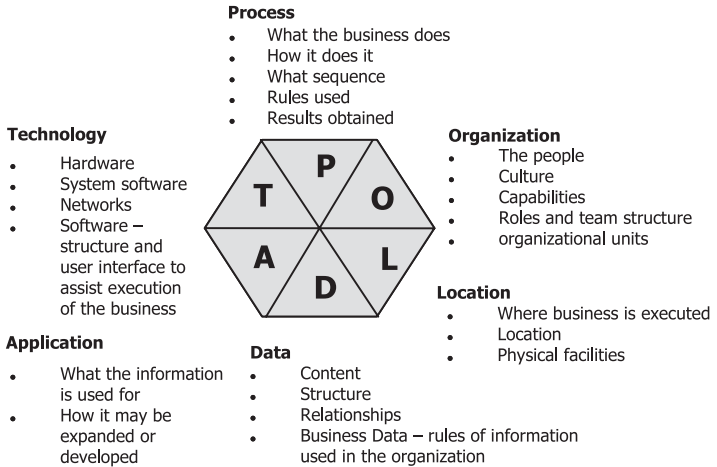 Process
• What the business does
• How it does it
• What sequence
• Rules used
• Results obtained
Technology
• Hardware
• System software
• Networks
• Software –
structure and
user interface to
assist execution
of the business
Organization
• The people
• Culture
• Capabilities
• Roles and team structure
• organizational units
P
T
O
A
L
D
Location
• Where business is executed
• Location
• Physical facilities
Application
• What the information
is used for
• How it may be
expanded or
developed
Data
• Content
• Structure
• Relationships
• Business Data – rules of information
used in the organization